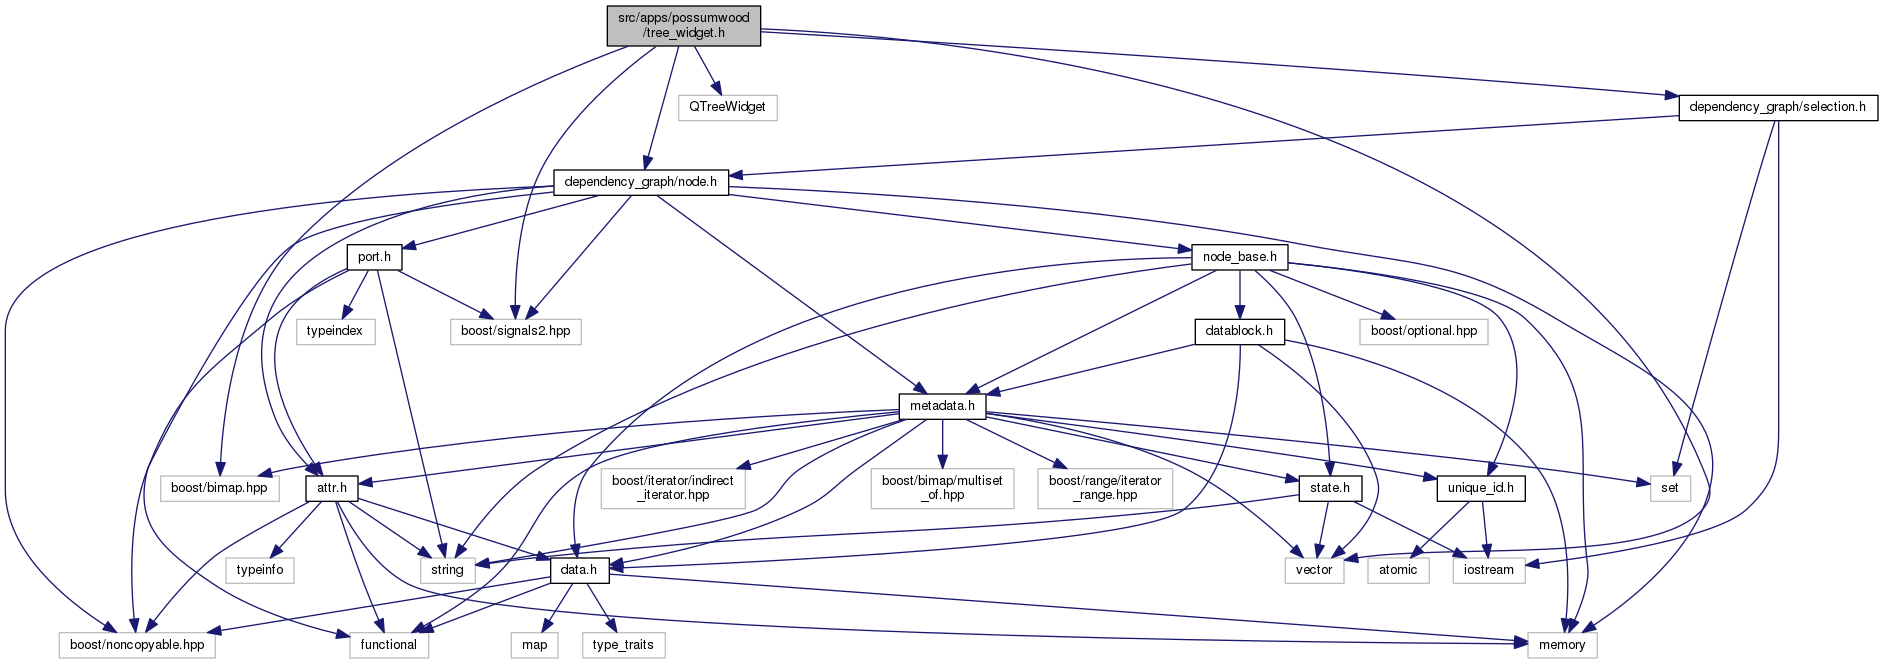 src/apps/possumwood
/tree_widget.h
QTreeWidget
dependency_graph/selection.h
dependency_graph/node.h
port.h
node_base.h
typeindex
boost/signals2.hpp
datablock.h
boost/optional.hpp
metadata.h
boost/bimap.hpp
attr.h
boost/iterator/indirect
_iterator.hpp
boost/bimap/multiset
_of.hpp
boost/range/iterator
_range.hpp
state.h
unique_id.h
set
typeinfo
string
data.h
vector
atomic
iostream
boost/noncopyable.hpp
functional
map
type_traits
memory